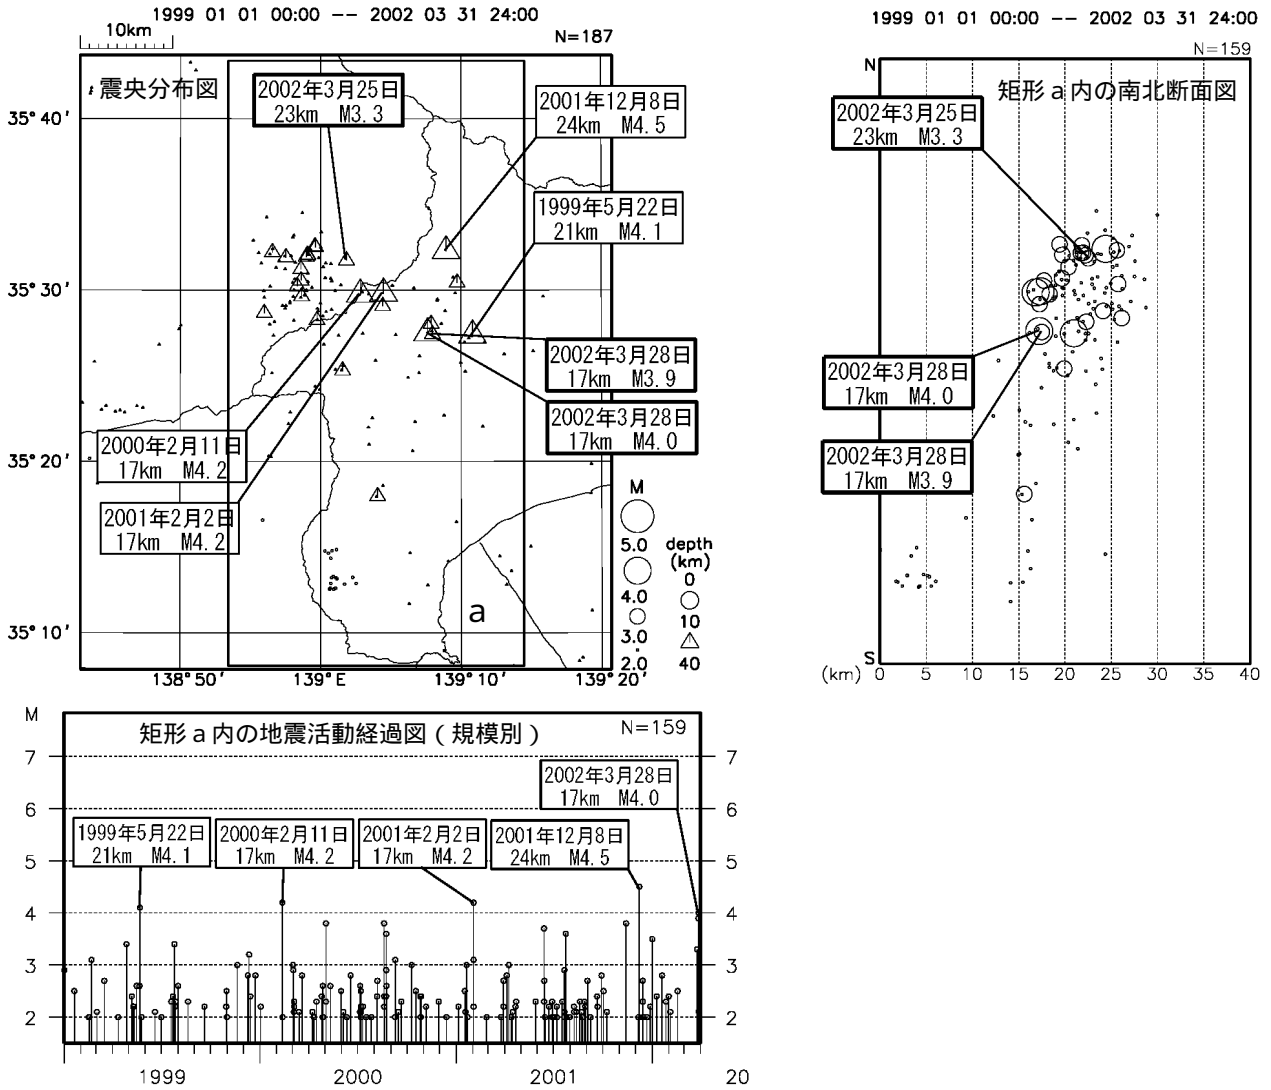 1999 01 01 00:00 -- 2002 03 31 24:00
10km
N=187
震央分布図
2002年3月25日
23km M3.3
2001年12月8日
24km M4.5
1999年5月22日
21km M4.1
2002年3月28日
17km M3.9
2002年3月28日
17km M4.0
2000年2月11日
17km M4.2
2001年2月2日
17km M4.2
a
35° 40'
35° 30'
35° 20'
35° 10'
138° 50'
139° E
139° 10'
139° 20'
M
5.0
4.0
3.0
2.0
depth
(km)
0
10
40
1999 01 01 00:00 -- 2002 03 31 24:00
N=159
N
矩形a内の南北断面図
2002年3月25日
23km M3.3
2002年3月28日
17km M4.0
2002年3月28日
17km M3.9
S
(km) 0 5 10 15 20 25 30 35 40
M
矩形a内の地震活動経過図(規模別)
N=159
2002年3月28日
17km M4.0
1999年5月22日
21km M4.1
2000年2月11日
17km M4.2
2001年2月2日
17km M4.2
2001年12月8日
24km M4.5
7 7
6 6
5 5
4 4
3 3
2 2
1999 2000 2001 20